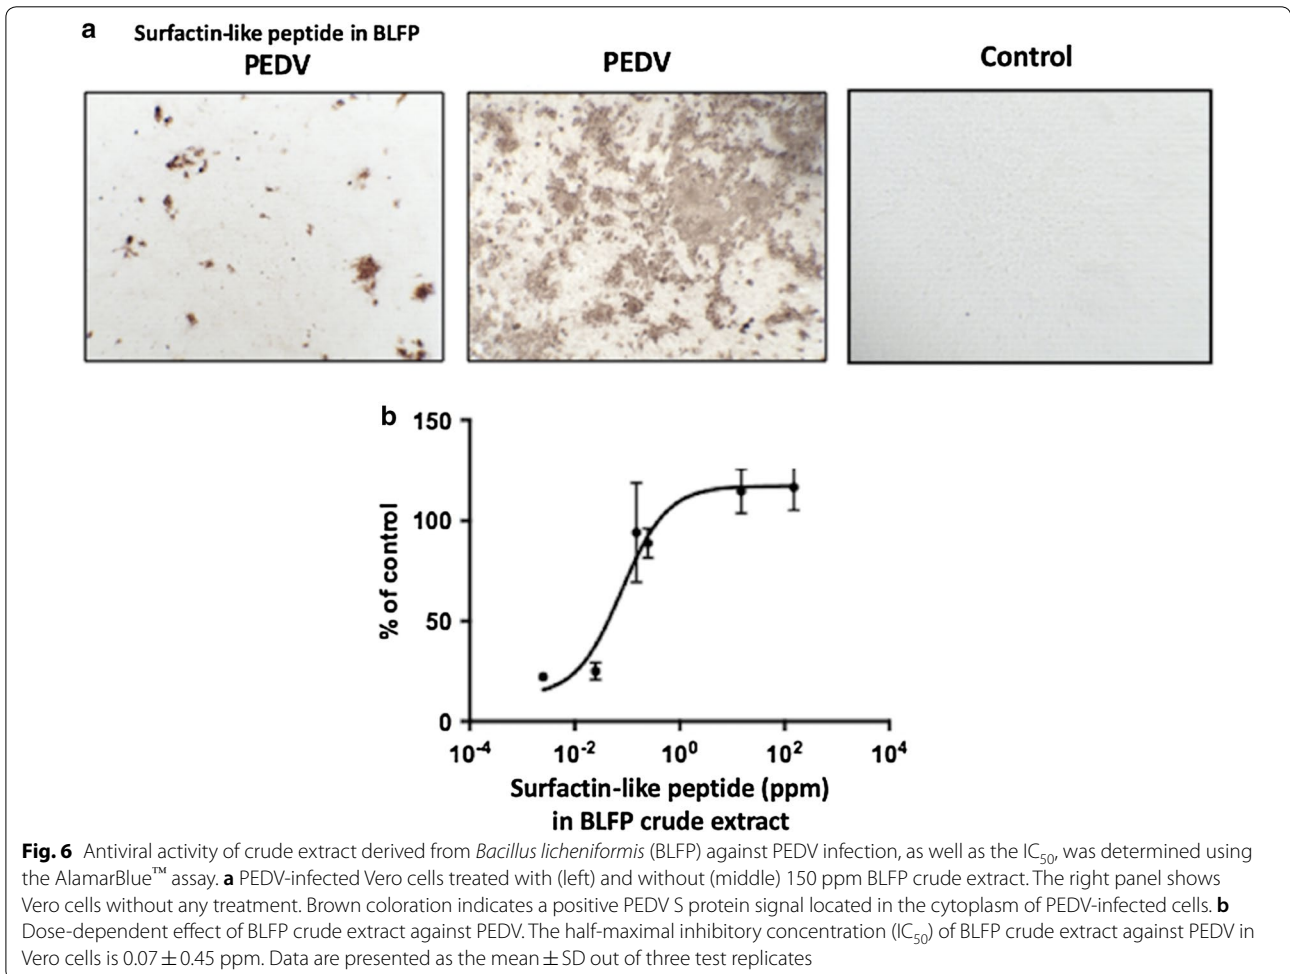 a
Surfactin-like peptide in BLFP
PEDV
PEDV
Control
b
150
100
50
0
% of control
10⁻⁴
10⁻²
10⁰
10²
10⁴
Surfactin-like peptide (ppm)
in BLFP crude extract
Fig. 6 Antiviral activity of crude extract derived from Bacillus licheniformis (BLFP) against PEDV infection, as well as the IC₅₀, was determined using
the AlamarBlue™ assay. a PEDV-infected Vero cells treated with (left) and without (middle) 150 ppm BLFP crude extract. The right panel shows
Vero cells without any treatment. Brown coloration indicates a positive PEDV S protein signal located in the cytoplasm of PEDV-infected cells. b
Dose-dependent effect of BLFP crude extract against PEDV. The half-maximal inhibitory concentration (IC₅₀) of BLFP crude extract against PEDV in
Vero cells is 0.07 ± 0.45 ppm. Data are presented as the mean ± SD out of three test replicates